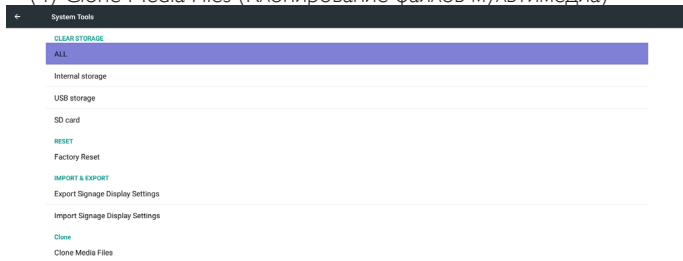 (4) Clone Media Files (Клонирование файлов мультимедиа)
← System Tools
CLEAR STORAGE
ALL
Internal storage
USB storage
SD card
RESET
Factory Reset
IMPORT & EXPORT
Export Signage Display Settings
Import Signage Display Settings
Clone
Clone Media Files